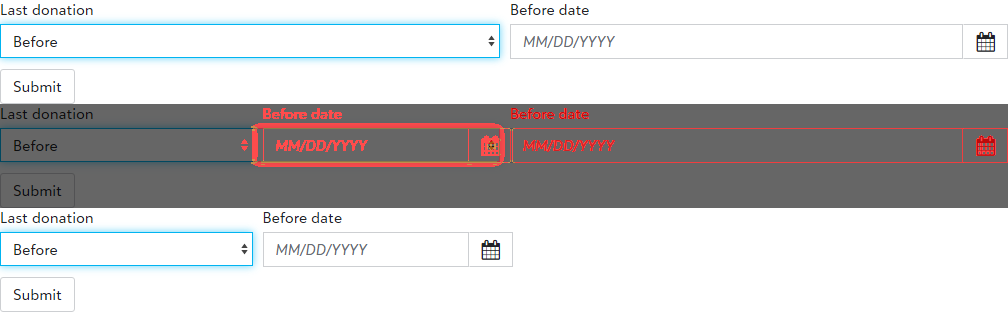 Last donation Before date
Before MM/DD/YYYY
Submit
Last donation Before date Before date
Before MM/DD/YYYY MM/DD/YYYY
Submit
Last donation Before date
Before MM/DD/YYYY
Submit